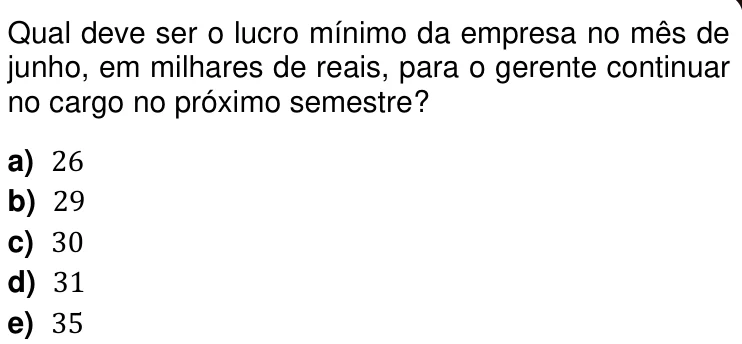 Qual deve ser o lucro mínimo da empresa no mês de
junho, em milhares de reais, para o gerente continuar
no cargo no próximo semestre?
a) 26
b) 29
c) 30
d) 31
e) 35